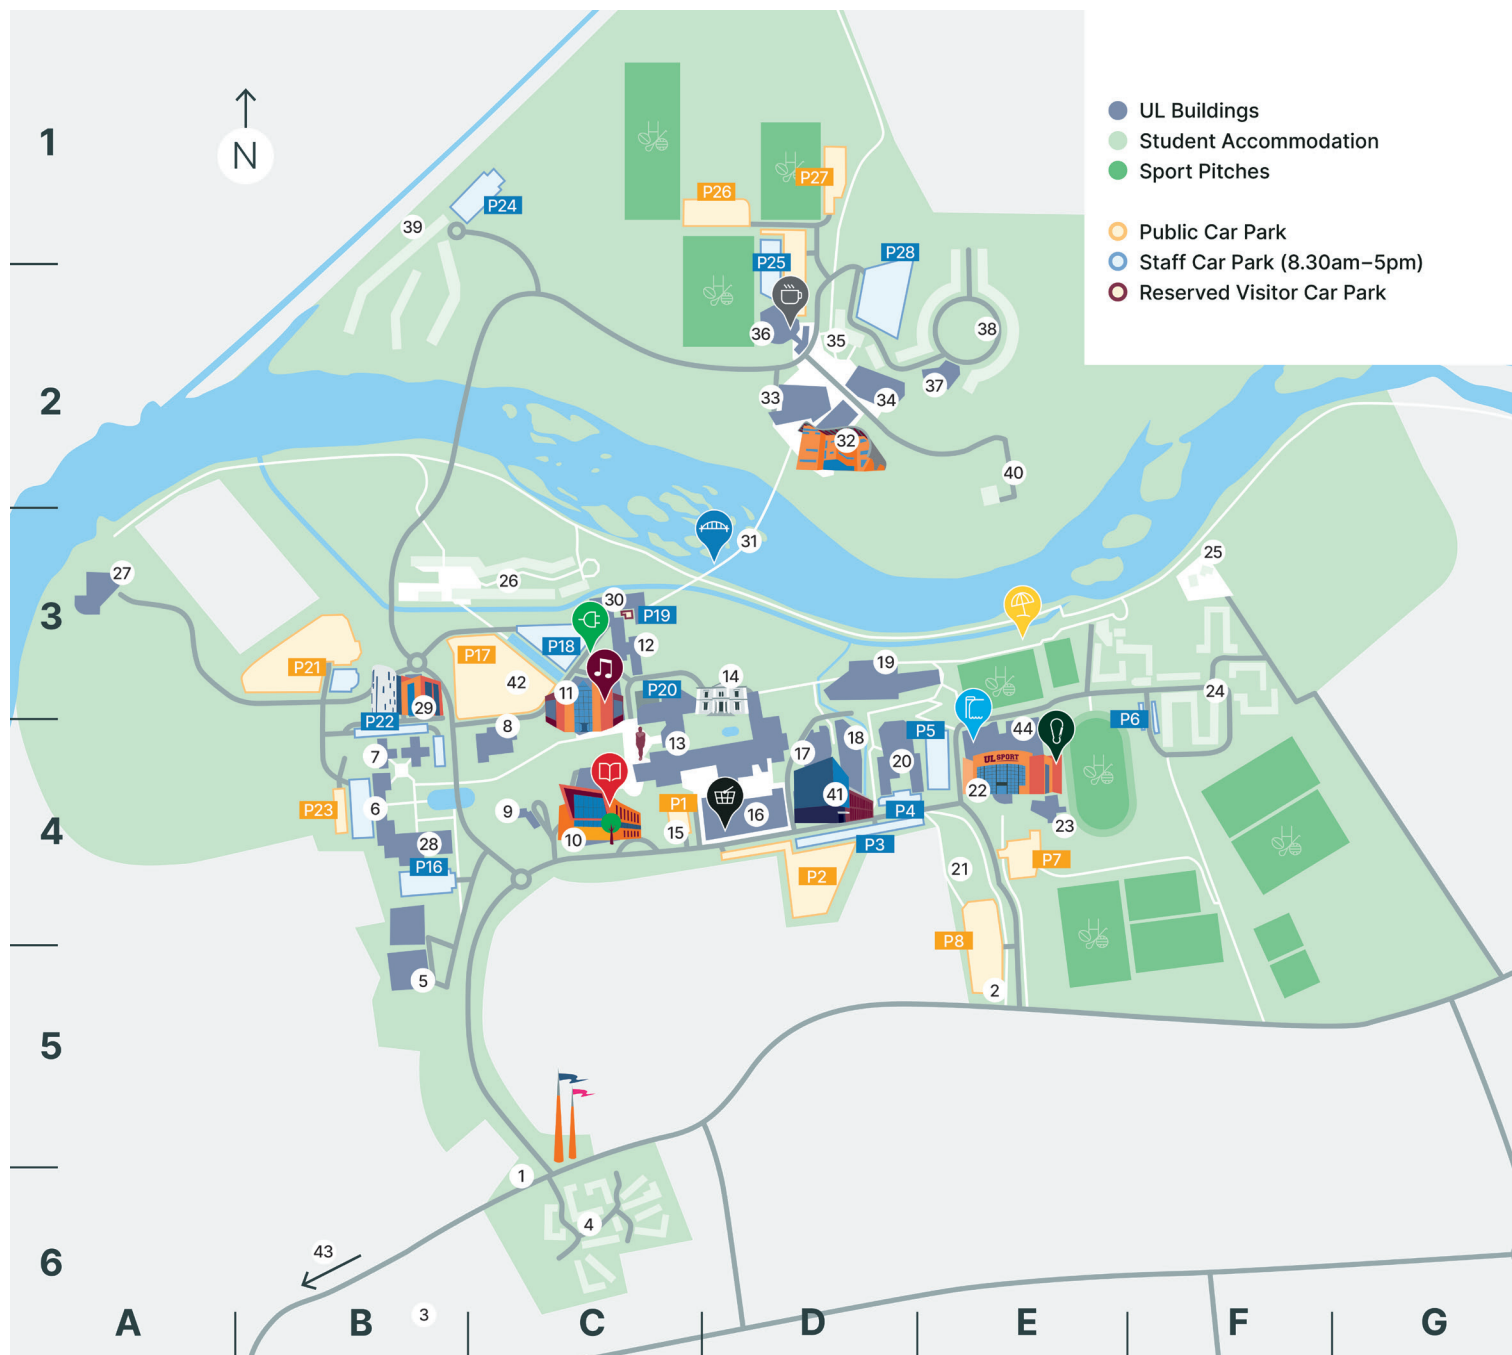 1
N
UL Buildings
Student Accommodation
Sport Pitches
Public Car Park
Staff Car Park (8.30am–5pm)
Reserved Visitor Car Park
P27
P26
P24
39
P28
P25
38
36
35
37
2
33
34
32
40
31
25
27
26
30
3
P19
P18
12
P17
19
P21
14
42
11
P20
24
29
P22
P6
8
44
P5
13
18
17
7
UL SPORT
20
22
41
6
P23
P1
9
P4
16
23
4
15
10
28
P3
P7
P16
21
P2
P8
5
2
5
1
4
43
6
3
A
B
C
D
E
F
G